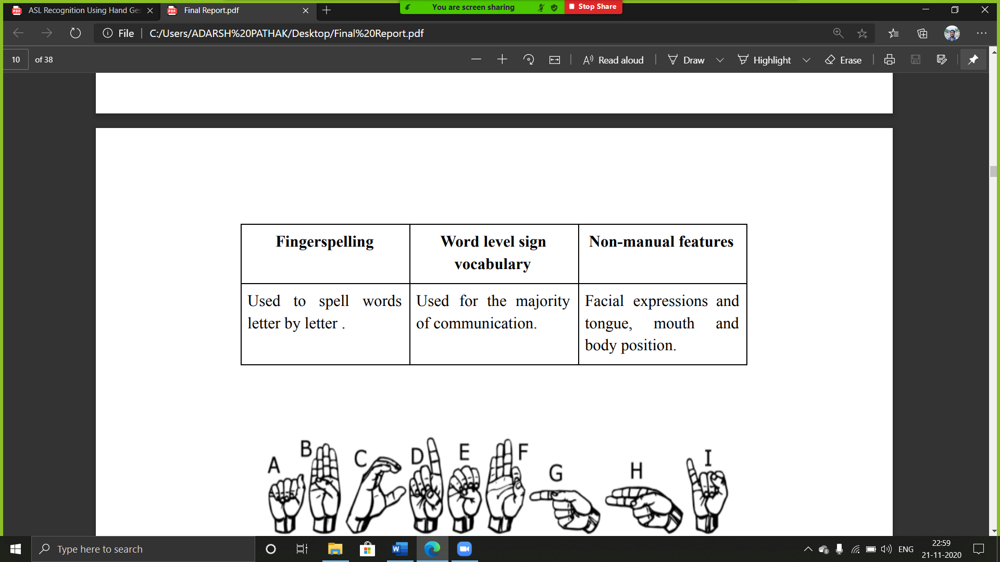 ASL Recognition Using Hand Ges
Final Report.pdf
You are screen sharing
Stop Share
File
C:/Users/ADARSH%20PATHAK/Desktop/Final%20Report.pdf
10 of 38
Read aloud
Draw
Highlight
Erase
Fingerspelling
Word level sign
vocabulary
Non-manual features
Used to spell words
letter by letter .
Used for the majority
of communication.
Facial expressions and
tongue, mouth and
body position.
A B C D E F G H I
Type here to search
ENG
22:59
21-11-2020